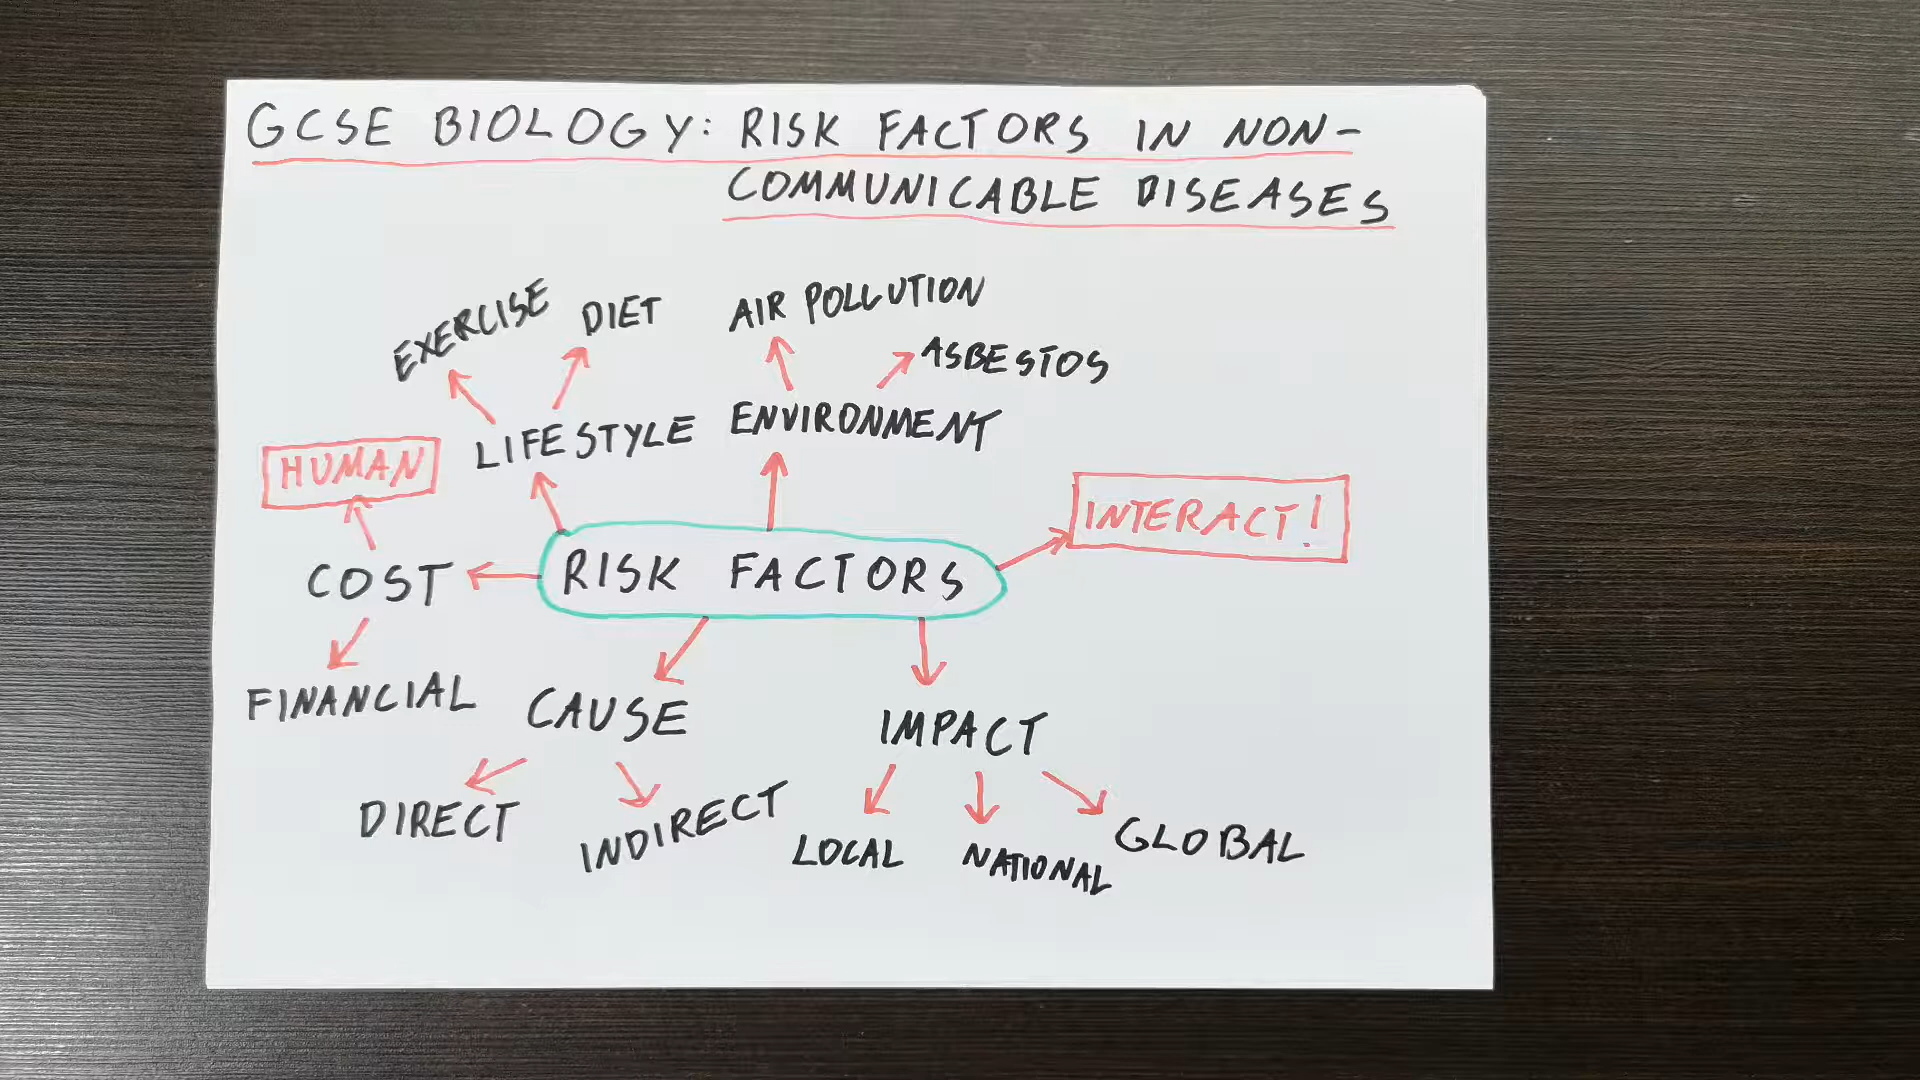 GCSE BIOLOGY: RISK FACTORS IN NON-
COMMUNICABLE DISEASES
EXERCISE
DIET
AIR POLLUTION
ASBESTOS
LIFESTYLE
ENVIRONMENT
HUMAN
INTERACT!
COST
RISK FACTORS
FINANCIAL
CAUSE
IMPACT
DIRECT
INDIRECT
LOCAL
NATIONAL
GLOBAL